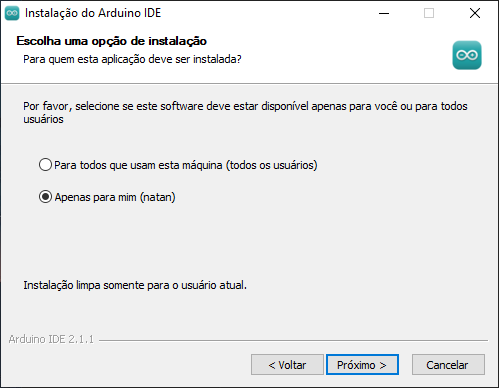 Instalação do Arduino IDE
Escolha uma opção de instalação
Para quem esta aplicação deve ser instalada?
Por favor, selecione se este software deve estar disponível apenas para você ou para todos
usuários
Para todos que usam esta máquina (todos os usuários)
Apenas para mim (natan)
Instalação limpa somente para o usuário atual.
Arduino IDE 2.1.1
< Voltar
Próximo >
Cancelar